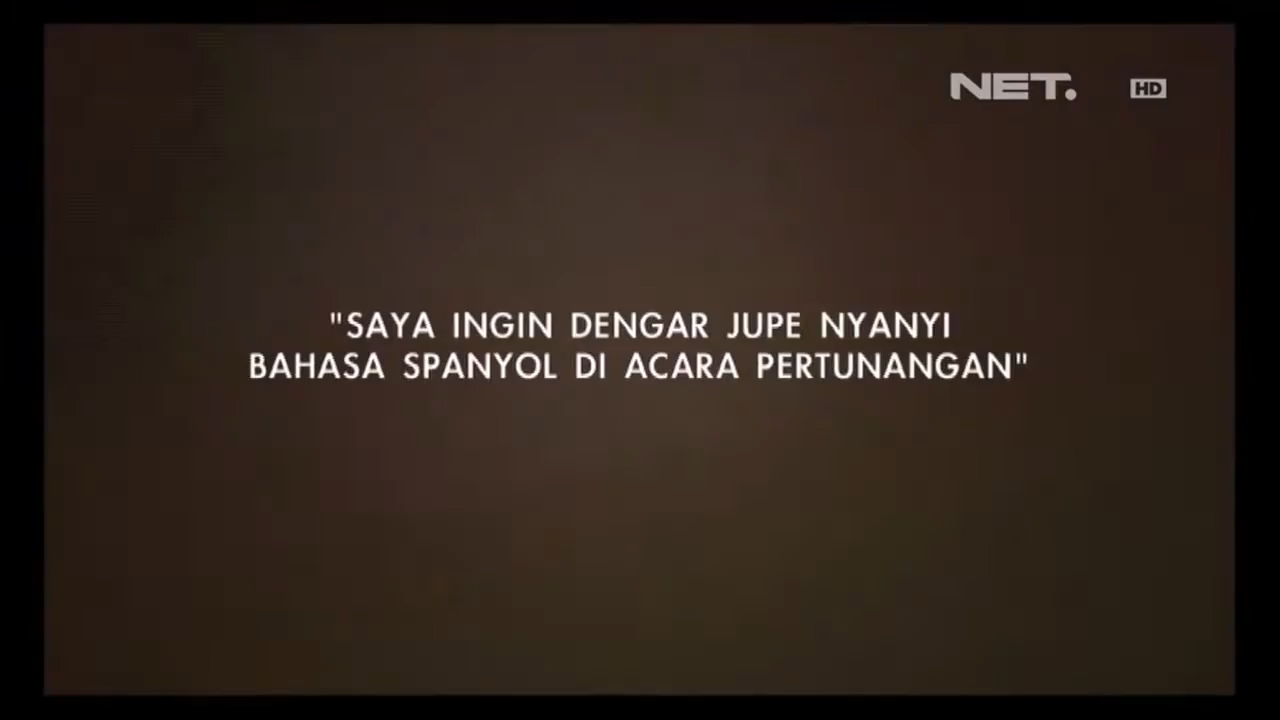 NET.
HD
"SAYA INGIN DENGAR JUPE NYANYI
BAHASA SPANYOL DI ACARA PERTUNANGAN"